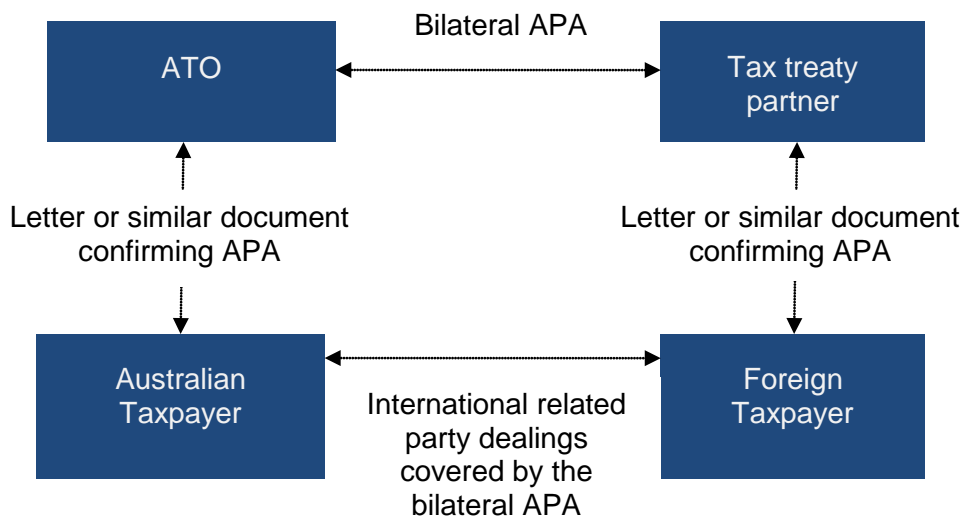 Bilateral APA
ATO
Tax treaty
partner
Letter or similar document
confirming APA
Letter or similar document
confirming APA
Australian
Taxpayer
International related
party dealings
covered by the
bilateral APA
Foreign
Taxpayer